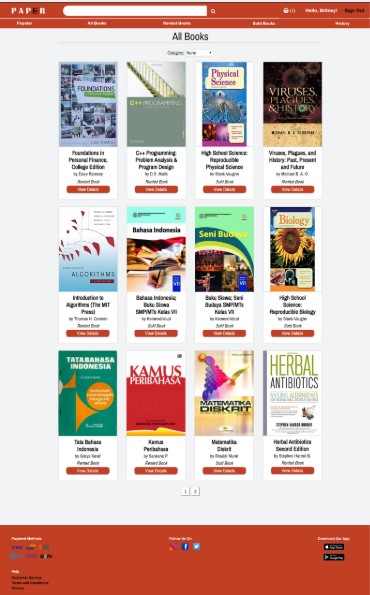 PAPER
(2)
Hello, Britney!
Sign Out
Popular
All Books
Rented Books
Sold Books
History
All Books
Category:
None
FOUNDATIONS
C++ PROGRAMMING
Physical
Science
VIRUSES,
PLAGUES,
& HISTORY
Foundations in
Personal Finance,
College Edition
by Dave Ramsey
Rented Book
View Details
C++ Programming:
Problem Analysis &
Program Design
by D.S. Malik
Rented Book
View Details
High School Science:
Reproducible
Physical Science
by Steck-Vaughn
Sold Book
View Details
Viruses, Plagues, and
History: Past, Present
and Future
by Michael B. A. O.
Rented Book
View Details
ALGORITHMS
Bahasa Indonesia
VII
Seni Budaya
VII
Biology
Introduction to
Algorithms (The MIT
Press)
by Thomas H. Cormen
Rented Book
View Details
Bahasa Indonesia;
Buku Siswa
SMP/MTs Kelas VII
by Kemendikbud
Sold Book
View Details
Buku Siswa; Seni
Budaya SMP/MTs
Kelas VII
by Kemendikbud
Sold Book
View Details
High School
Science:
Reproducible Biology
by Steck-Vaughn
Sold Book
View Details
TATABAHASA
INDONESIA
KAMUS
PERIBAHASA
MATEMATIKA
DISKRIT
HERBAL
ANTIBIOTICS
NATURAL ALTERNATIVES
STEPHEN HARROD BUHNER
Tata Bahasa
Indonesia
by Gorys Keraf
Rented Book
View Details
Kamus
Peribahasa
by Sarwono P.
Rented Book
View Details
Matematika
Diskrit
by Rinaldi Munir
Sold Book
View Details
Herbal Antibiotics
Second Edition
by Stephen Harrod B.
Rented Book
View Details
1
2
Payment Methods
Follow Us On
Download Our App
Help
Customer Service
Terms and Conditions
Privacy